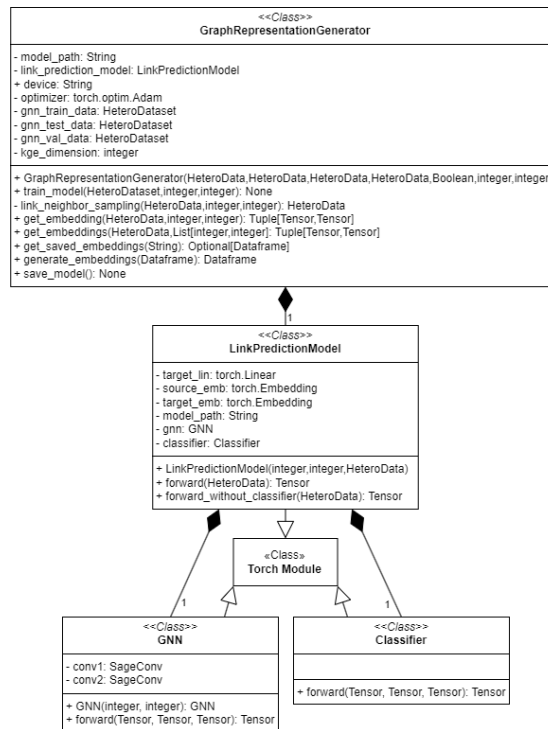 <<Class>>
GraphRepresentationGenerator
- model_path: String
- link_prediction_model: LinkPredictionModel
+ device: String
- optimizer: torch.optim.Adam
- gnn_train_data: HeteroDataset
- gnn_test_data: HeteroDataset
- gnn_val_data: HeteroDataset
- kge_dimension: integer
+ GraphRepresentationGenerator(HeteroData,HeteroData,HeteroData,HeteroData,Boolean,integer,integer
+ train_model(HeteroDataset,integer,integer): None
- link_neighbor_sampling(HeteroData,integer,integer): HeteroData
+ get_embedding(HeteroData,integer,integer): Tuple[Tensor,Tensor]
+ get_embeddings(HeteroData,List[integer,integer]: Tuple[Tensor,Tensor]
+ get_saved_embeddings(String): Optional[Dataframe]
+ generate_embeddings(Dataframe): Dataframe
+ save_model(): None
1
<<Class>>
LinkPredictionModel
- target_lin: torch.Linear
- source_emb: torch.Embedding
- target_emb: torch.Embedding
- model_path: String
- gnn: GNN
- classifier: Classifier
+ LinkPredictionModel(integer,integer,HeteroData)
+ forward(HeteroData): Tensor
+ forward_without_classifier(HeteroData): Tensor
«Class»
Torch Module
1
1
<<Class>>
GNN
- conv1: SageConv
- conv2: SageConv
+ GNN(integer, integer): GNN
+ forward(Tensor, Tensor, Tensor): Tensor
<<Class>>
Classifier
+ forward(Tensor, Tensor, Tensor): Tensor